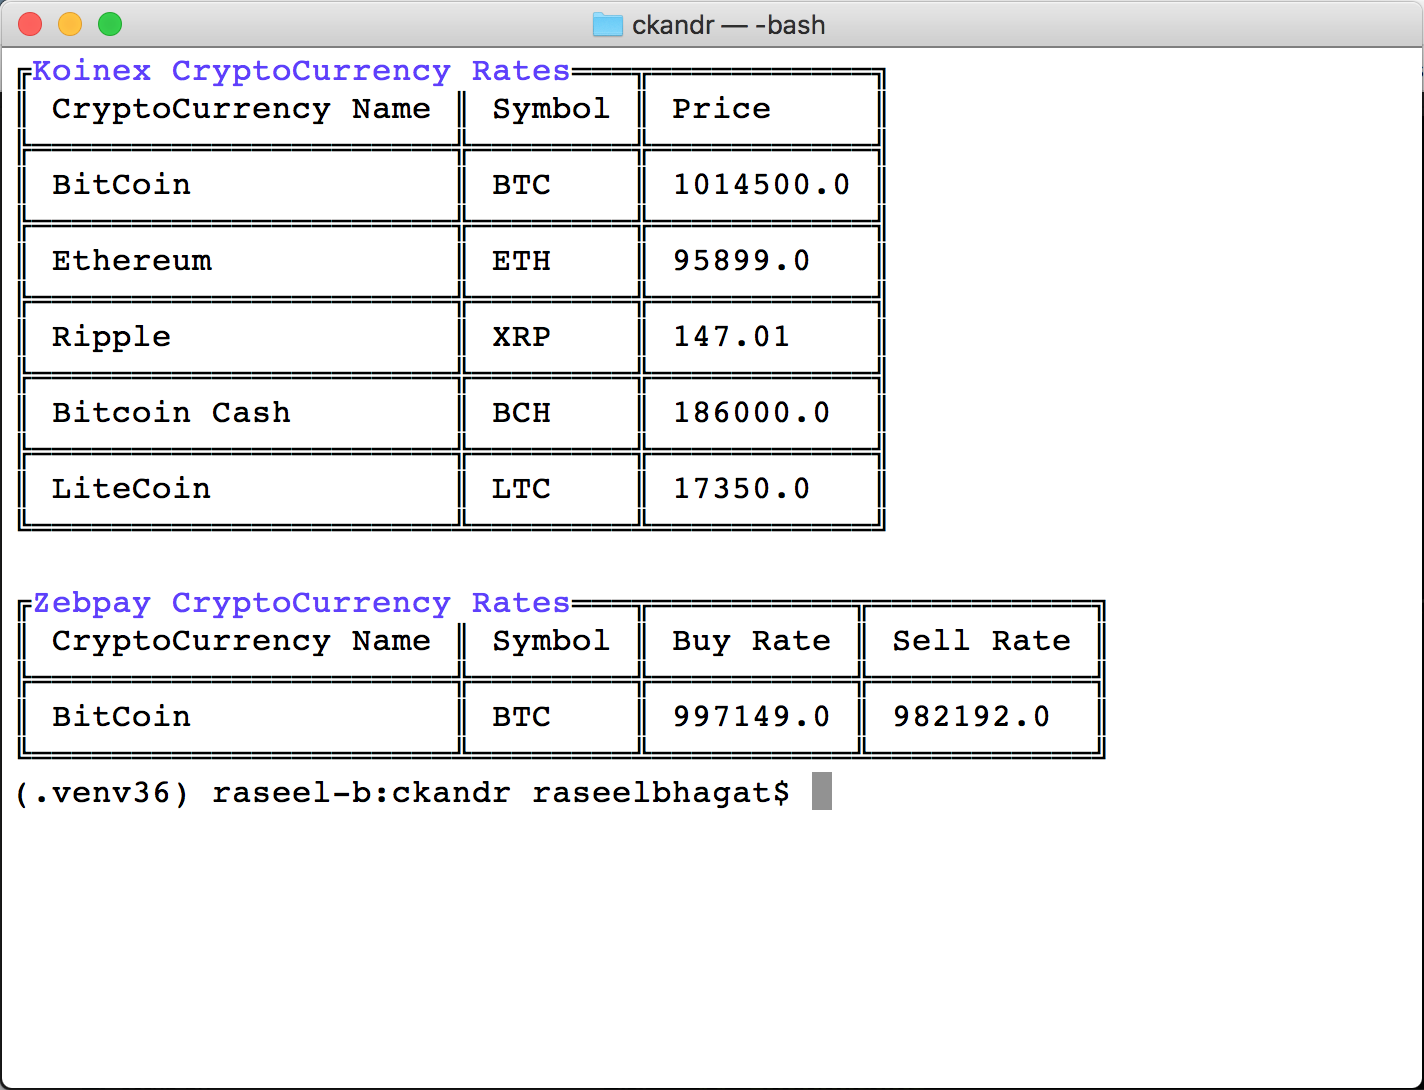 ckandr — -bash
Koinex CryptoCurrency Rates
CryptoCurrency Name Symbol Price
BitCoin BTC 1014500.0
Ethereum ETH 95899.0
Ripple XRP 147.01
Bitcoin Cash BCH 186000.0
LiteCoin LTC 17350.0
Zebpay CryptoCurrency Rates
CryptoCurrency Name Symbol Buy Rate Sell Rate
BitCoin BTC 997149.0 982192.0
(.venv36) raseel-b:ckandr raseelbhagat$